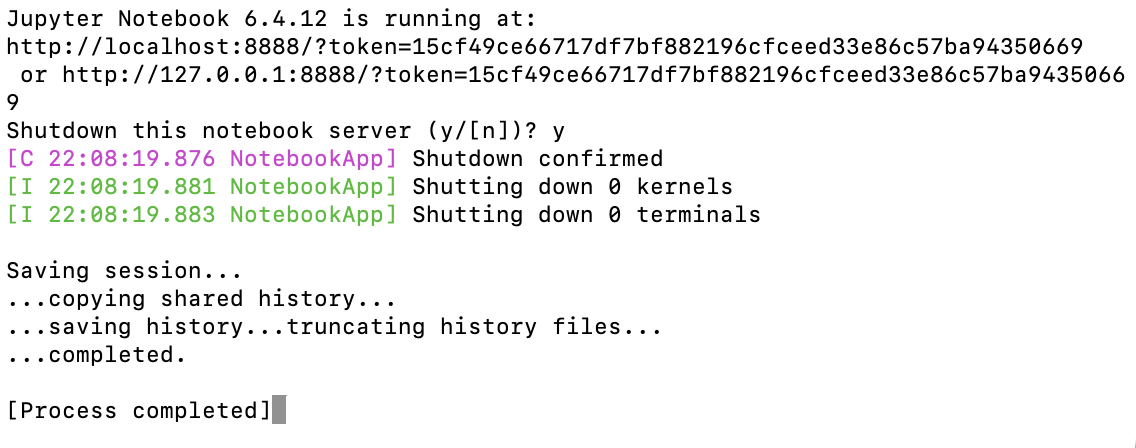 Jupyter Notebook 6.4.12 is running at:
http://localhost:8888/?token=15cf49ce66717df7bf882196cfceed33e86c57ba94350669
 or http://127.0.0.1:8888/?token=15cf49ce66717df7bf882196cfceed33e86c57ba9435066
9
Shutdown this notebook server (y/[n])? y
[C 22:08:19.876 NotebookApp] Shutdown confirmed
[I 22:08:19.881 NotebookApp] Shutting down 0 kernels
[I 22:08:19.883 NotebookApp] Shutting down 0 terminals

Saving session...
...copying shared history...
...saving history...truncating history files...
...completed.

[Process completed]